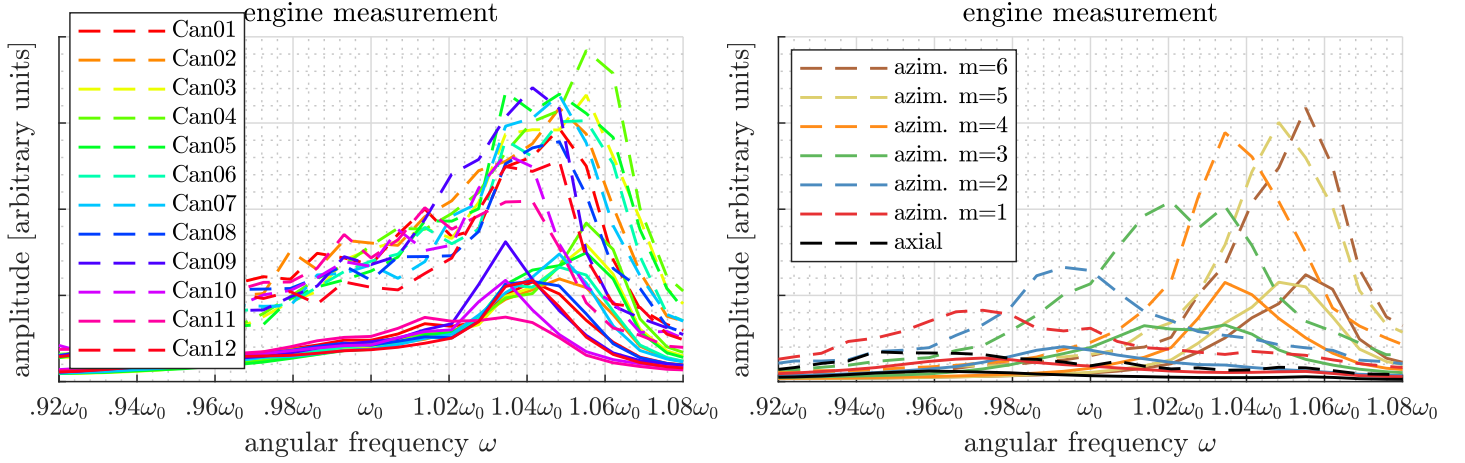 engine measurement
amplitude [arbitrary units]
Can01
Can02
Can03
Can04
Can05
Can06
Can07
Can08
Can09
Can10
Can11
Can12
.92ω₀ .94ω₀ .96ω₀ .98ω₀ ω₀ 1.02ω₀ 1.04ω₀ 1.06ω₀ 1.08ω₀
angular frequency ω
engine measurement
amplitude [arbitrary units]
azim. m=6
azim. m=5
azim. m=4
azim. m=3
azim. m=2
azim. m=1
axial
.92ω₀ .94ω₀ .96ω₀ .98ω₀ ω₀ 1.02ω₀ 1.04ω₀ 1.06ω₀ 1.08ω₀
angular frequency ω